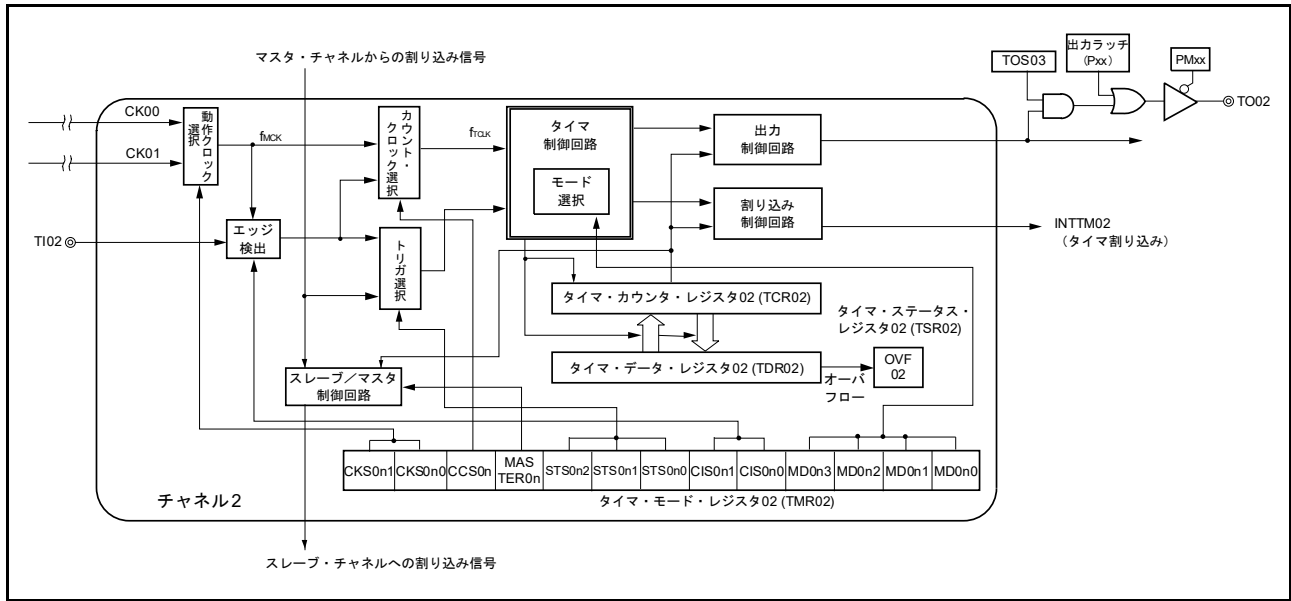 マスタ・チャネルからの割り込み信号
TOS03
出力ラッチ
(Pxx)
PMxx
TO02
CK00
CK01
動作クロック
選択
fMCK
カウント・
クロック選択
fTCLK
タイマ
制御回路
モード
選択
出力
制御回路
割り込み
制御回路
INTTM02
(タイマ割り込み)
TI02
エッジ
検出
トリガ
選択
タイマ・カウンタ・レジスタ02 (TCR02)
タイマ・ステータス・
レジスタ02 (TSR02)
タイマ・データ・レジスタ02 (TDR02)
オーバ
フロー
OVF
02
スレーブ/マスタ
制御回路
CKS0n1 CKS0n0 CCS0n MAS
TER0n STS0n2 STS0n1 STS0n0 CIS0n1 CIS0n0 MD0n3 MD0n2 MD0n1 MD0n0
チャネル2
タイマ・モード・レジスタ02 (TMR02)
スレーブ・チャネルへの割り込み信号